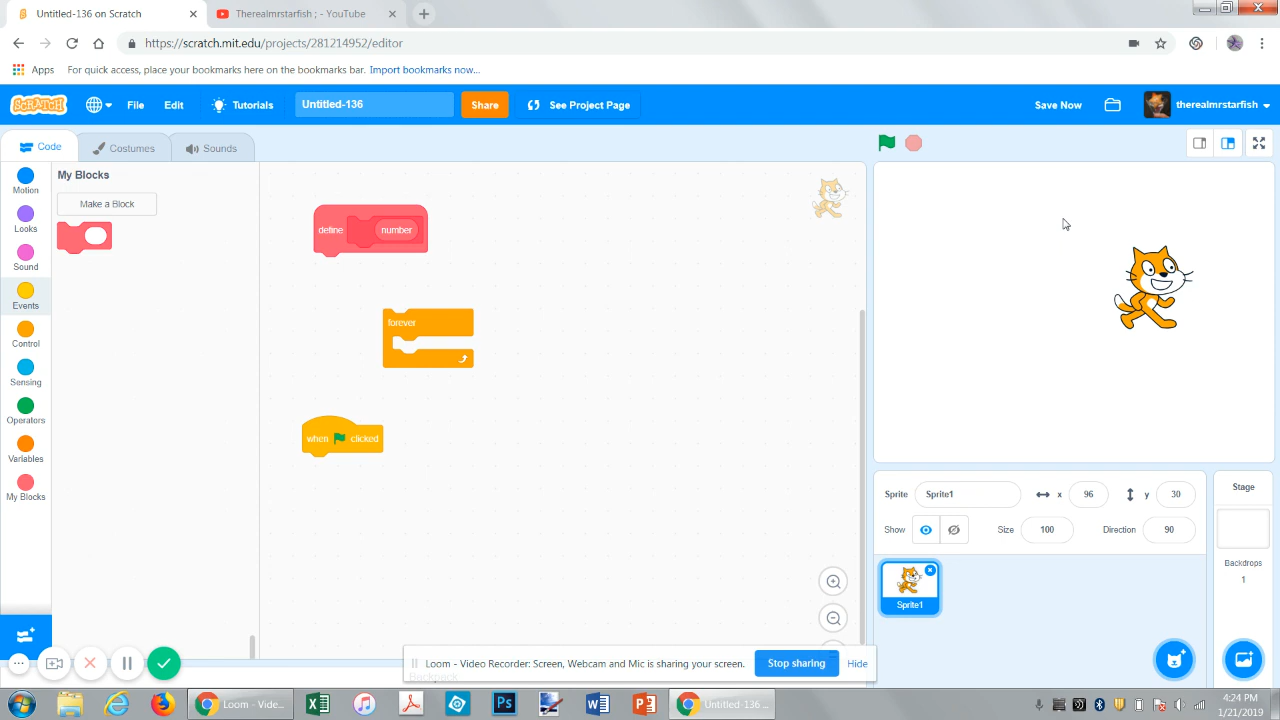 Untitled-136 on Scratch
Therealmrstarfish ; - YouTube
https://scratch.mit.edu/projects/281214952/editor
Apps
For quick access, place your bookmarks here on the bookmarks bar. Import bookmarks now...
SCRATCH
File
Edit
Tutorials
Untitled-136
Share
See Project Page
Save Now
therealmrstarfish
Code
Costumes
Sounds
Motion
Looks
Sound
Events
Control
Sensing
Operators
Variables
My Blocks
My Blocks
Make a Block
define number
forever
when clicked
Sprite
Sprite1
x
96
y
30
Show
Size
100
Direction
90
Sprite1
Stage
Backdrops
1
Loom - Video Recorder: Screen, Webcam and Mic is sharing your screen.
Stop sharing
Hide
Backpack
Loom - Vide...
Untitled-136 ...
4:24 PM
1/21/2019